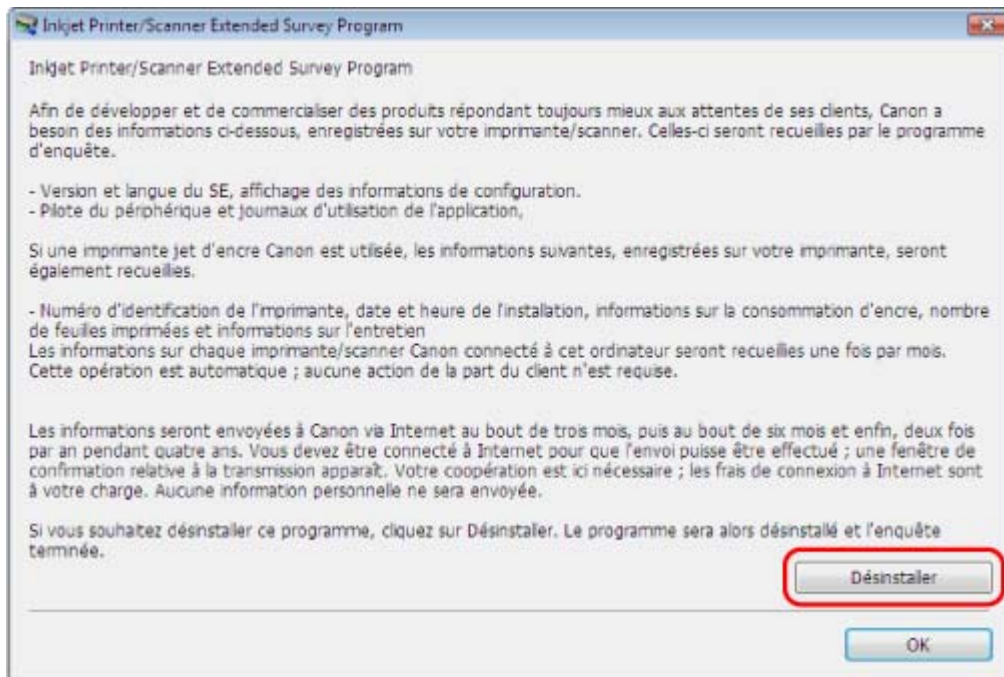 Inkjet Printer/Scanner Extended Survey Program
Inkjet Printer/Scanner Extended Survey Program
Afin de développer et de commercialiser des produits répondant toujours mieux aux attentes de ses clients, Canon a
besoin des informations ci-dessous, enregistrées sur votre imprimante/scanner. Celles-ci seront recueillies par le programme
d'enquête.
- Version et langue du SE, affichage des informations de configuration.
- Pilote du périphérique et journaux d'utilisation de l'application,
Si une imprimante jet d'encre Canon est utilisée, les informations suivantes, enregistrées sur votre imprimante, seront
également recueillies.
- Numéro d'identification de l'imprimante, date et heure de l'installation, informations sur la consommation d'encre, nombre
de feuilles imprimées et informations sur l'entretien
Les informations sur chaque imprimante/scanner Canon connecté à cet ordinateur seront recueillies une fois par mois.
Cette opération est automatique ; aucune action de la part du client n'est requise.
Les informations seront envoyées à Canon via Internet au bout de trois mois, puis au bout de six mois et enfin, deux fois
par an pendant quatre ans. Vous devez être connecté à Internet pour que l'envoi puisse être effectué ; une fenêtre de
confirmation relative à la transmission apparaît. Votre coopération est ici nécessaire ; les frais de connexion à Internet sont
à votre charge. Aucune information personnelle ne sera envoyée.
Si vous souhaitez désinstaller ce programme, cliquez sur Désinstaller. Le programme sera alors désinstallé et l'enquête
terminée.
Désinstaller
OK